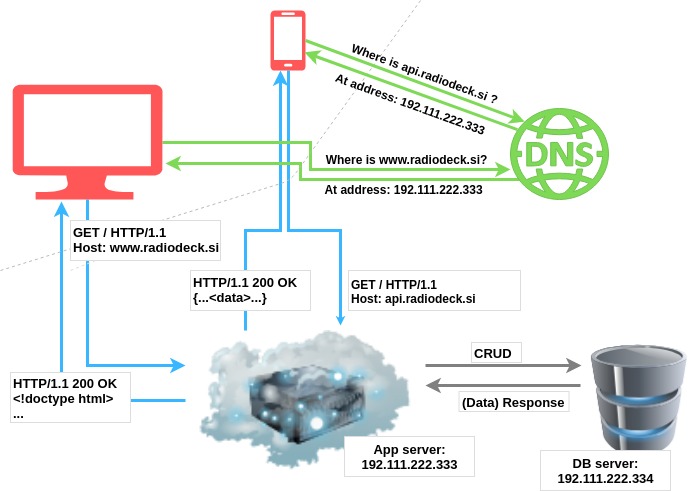 Where is api.radiodeck.si ?
At address: 192.111.222.333
DNS
Where is www.radiodeck.si?
At address: 192.111.222.333
GET / HTTP/1.1
Host: www.radiodeck.si
HTTP/1.1 200 OK
{...<data>...}
GET / HTTP/1.1
Host: api.radiodeck.si
CRUD
HTTP/1.1 200 OK
<!doctype html>
...
(Data) Response
App server:
192.111.222.333
DB server:
192.111.222.334